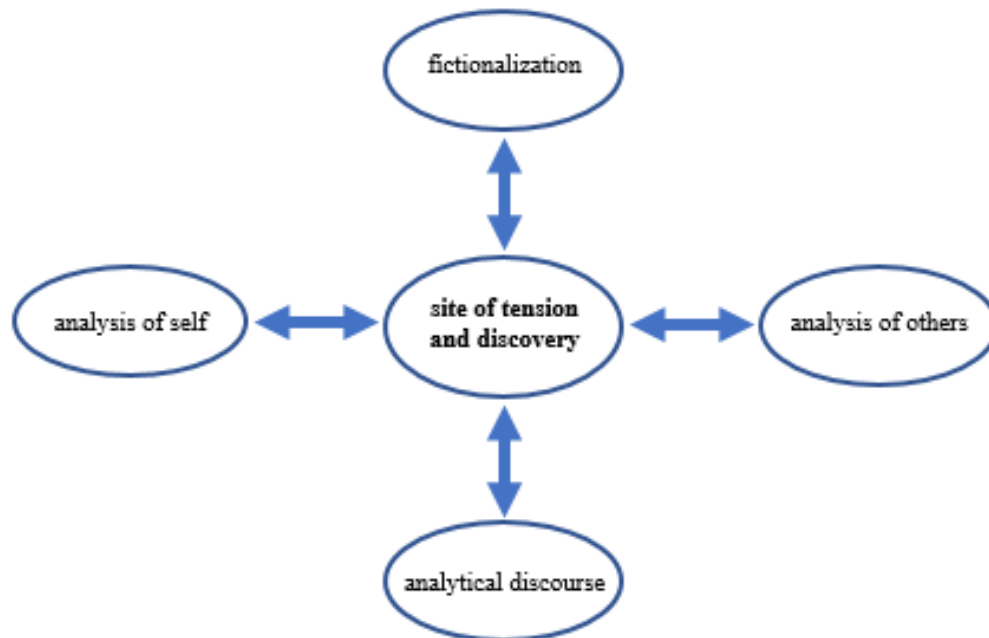 fictionalization
analysis of self
site of tension
and discovery
analysis of others
analytical discourse